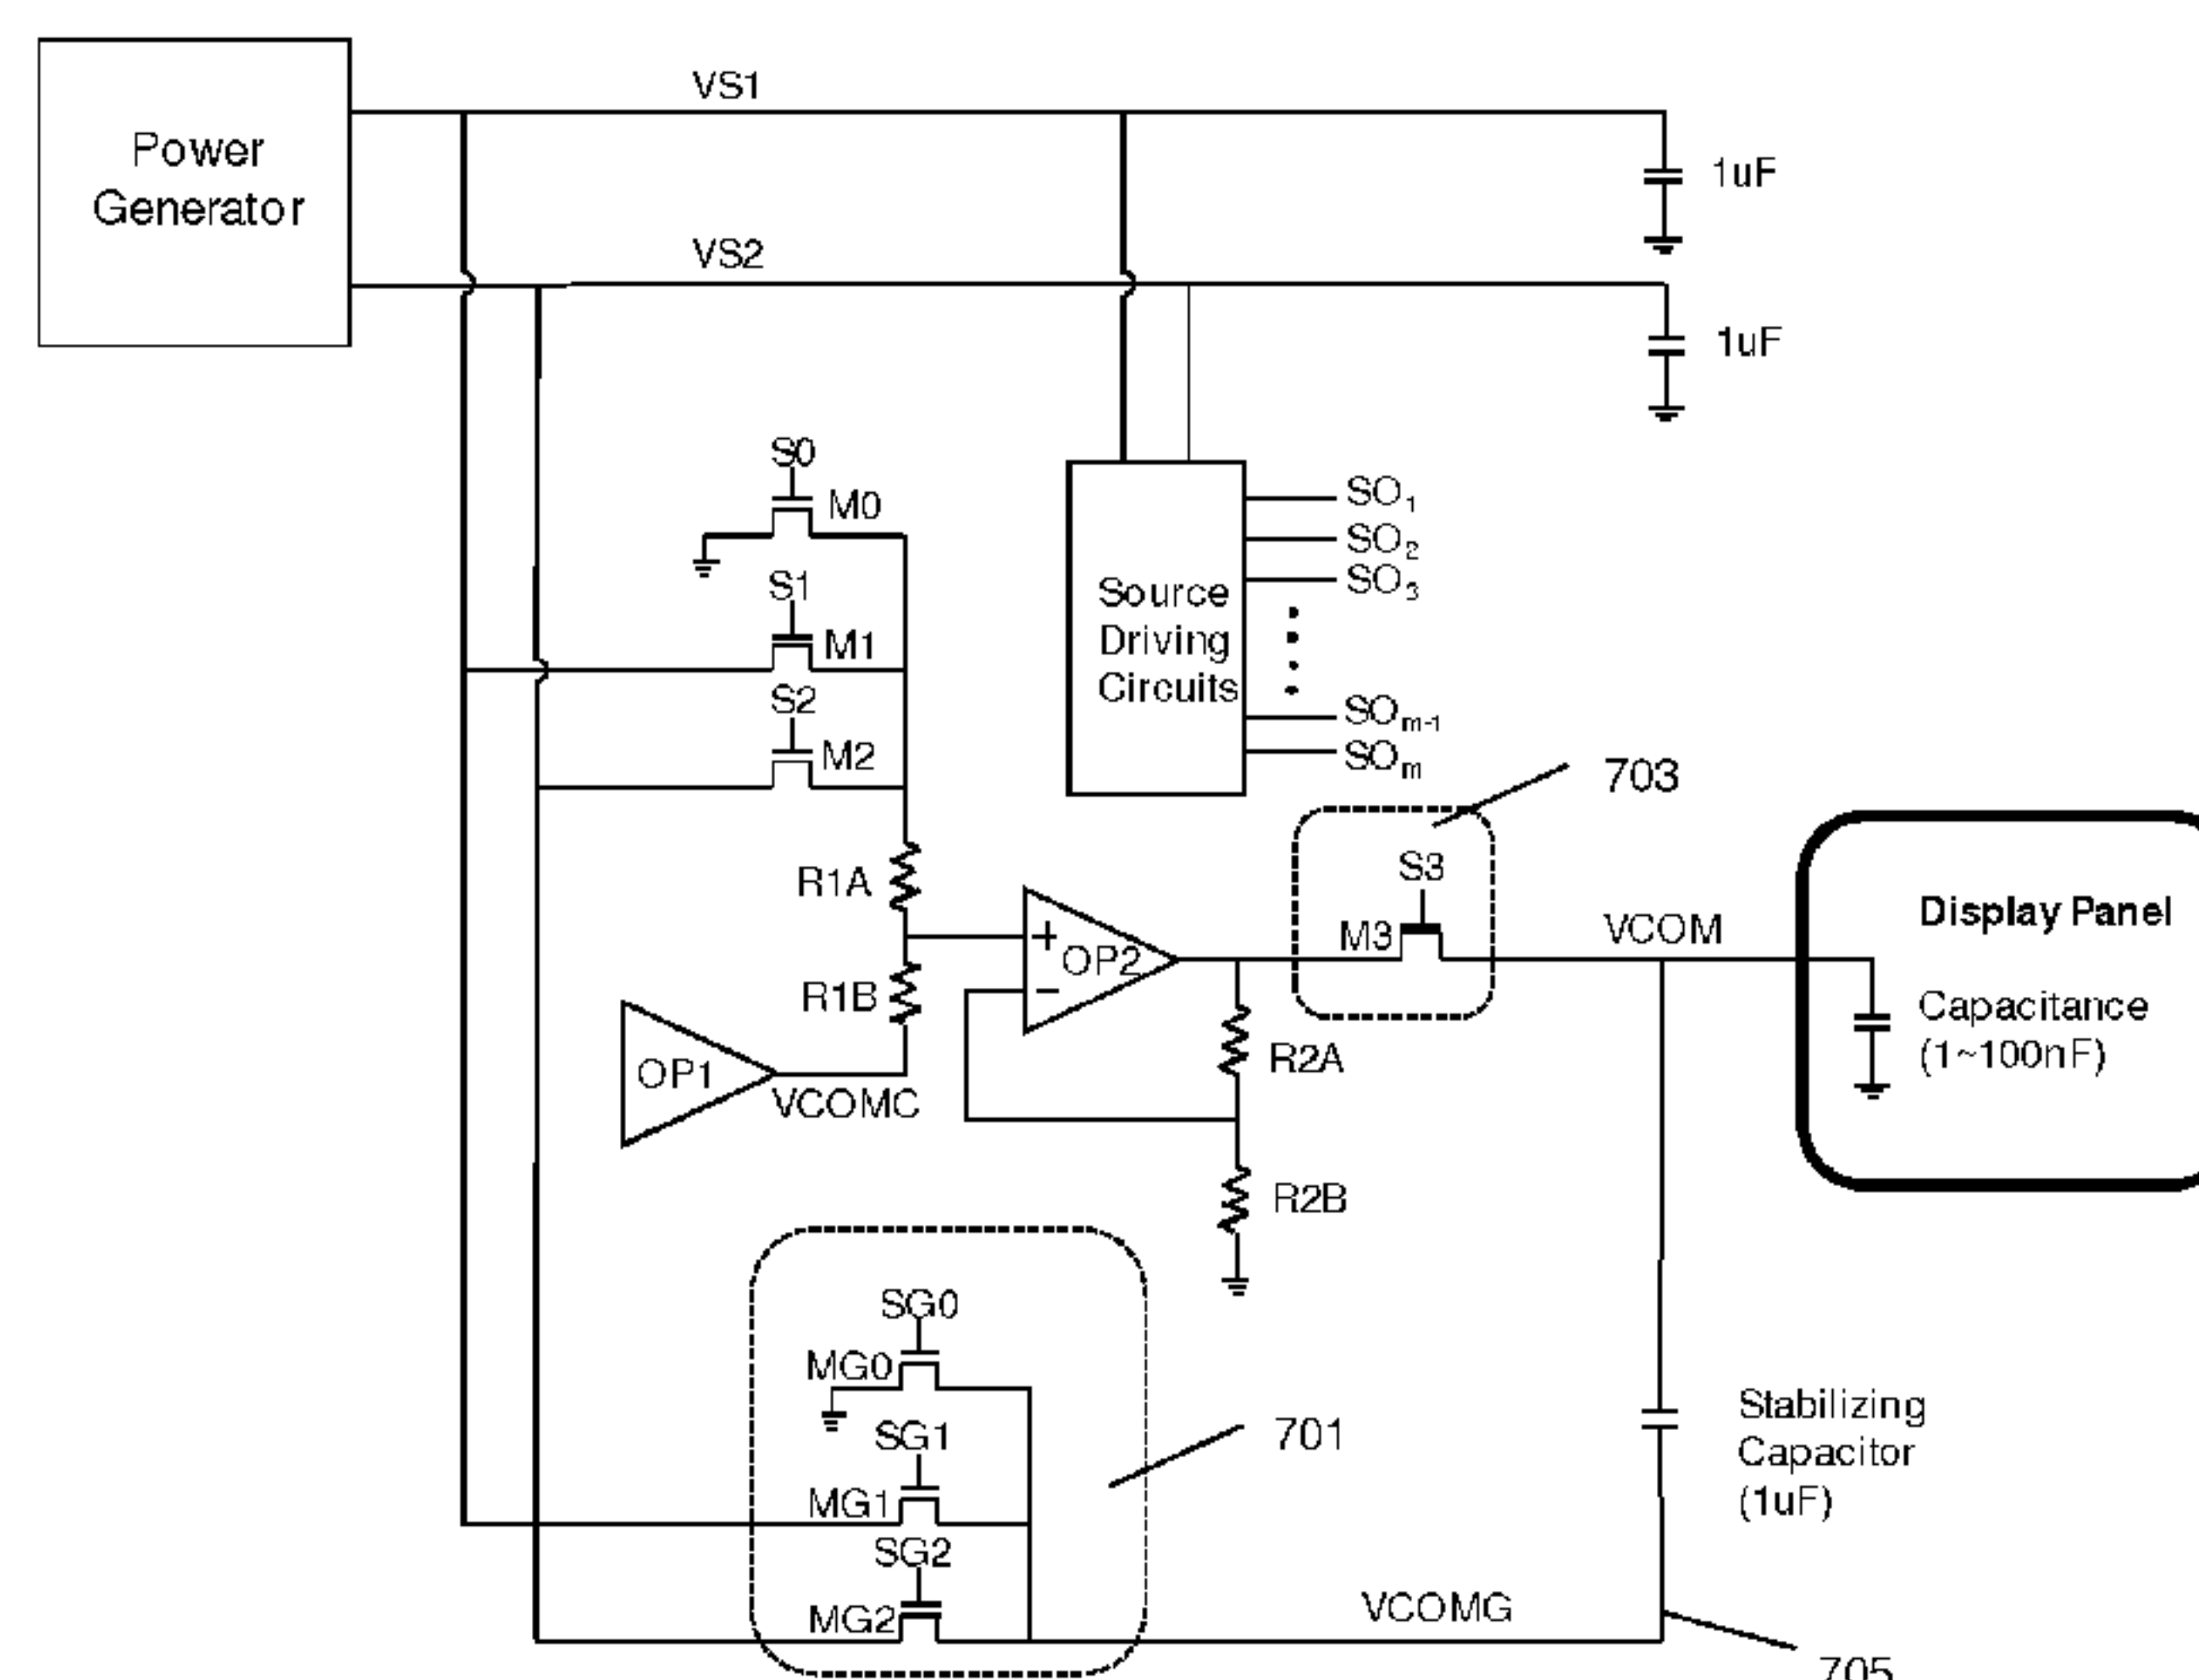 Power
Generator
VS1
1uF
VS2
1uF
S0
M0
S1
M1
S2
M2
R1A
R1B
OP1
VCOMC
+
OP2
−
R2A
R2B
Source
Driving
Circuits
SO1
SO2
SO3
SOm-1
SOm
703
S3
M3
VCOM
Display Panel
Capacitance
(1~100nF)
SG0
MG0
SG1
MG1
SG2
MG2
701
VCOMG
Stabilizing
Capacitor
(1uF)
705